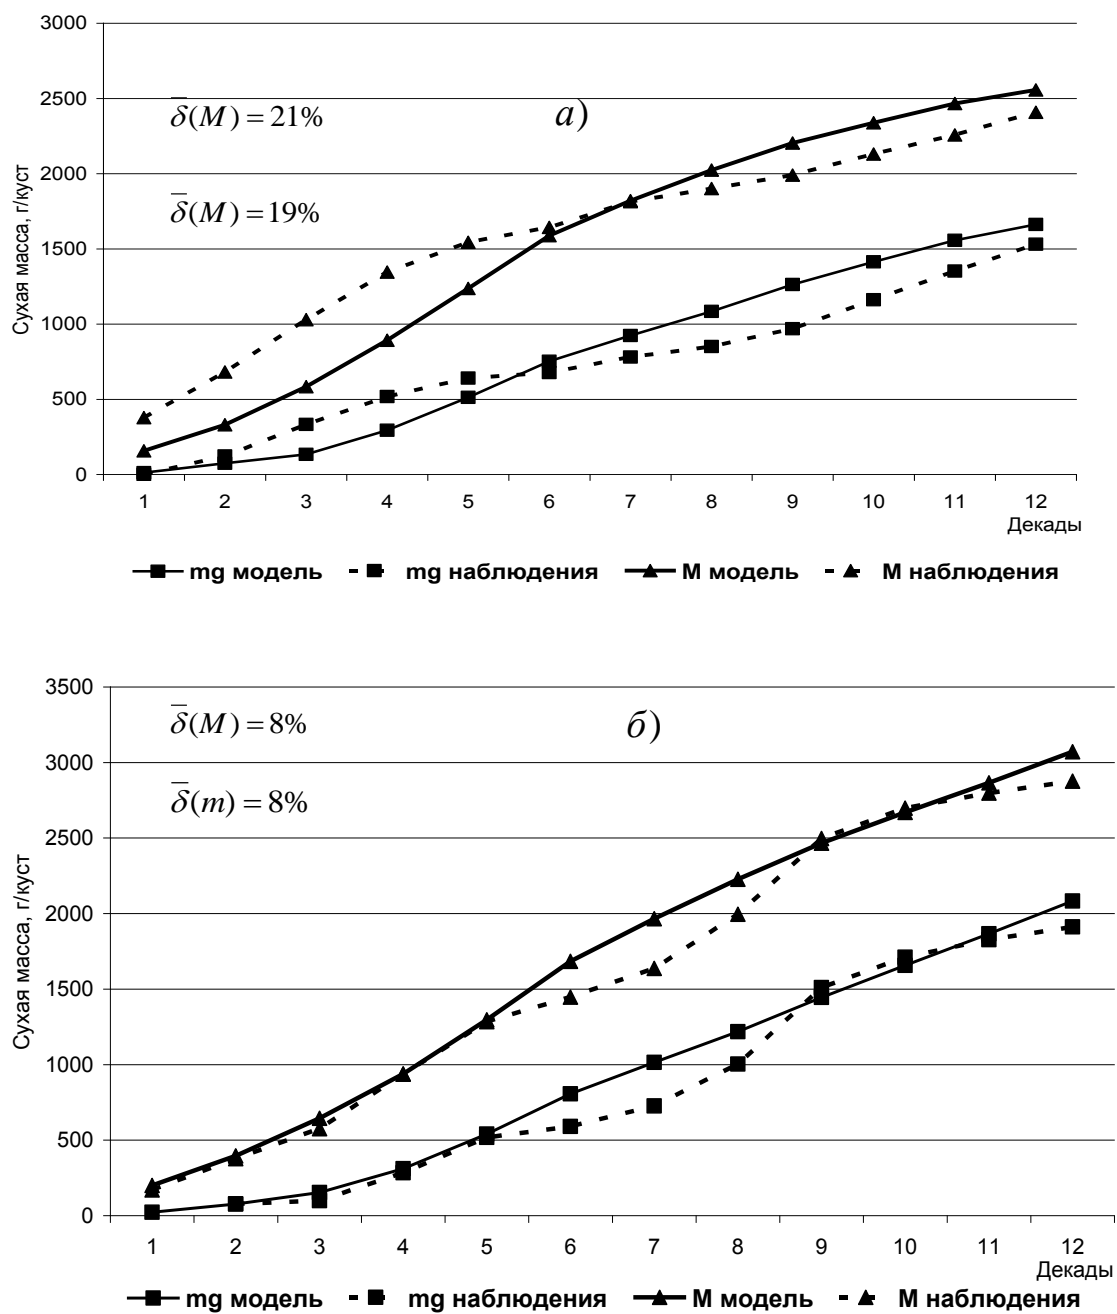 3000
2500
2000
1500
1000
500
0
Сухая масса, г/куст
δ̅(M) = 21%
а)
δ̅(M) = 19%
1 2 3 4 5 6 7 8 9 10 11 12
Декады
mg модель mg наблюдения М модель М наблюдения
3500
3000
2500
2000
1500
1000
500
0
Сухая масса, г/куст
δ̅(M) = 8%
б)
δ̅(m) = 8%
1 2 3 4 5 6 7 8 9 10 11 12
Декады
mg модель mg наблюдения М модель М наблюдения